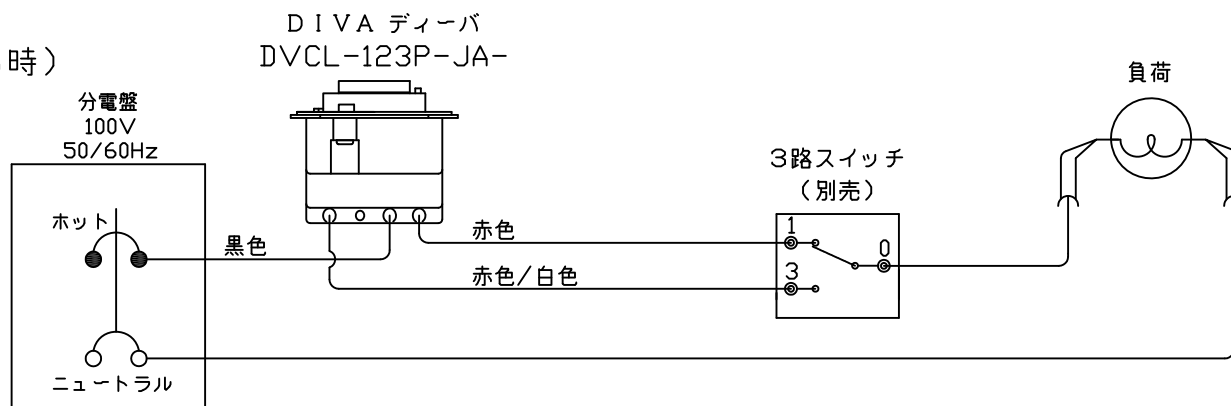 DIVA ディーバ
DVCL-123P-JA-
時）
分電盤
100V
50/60Hz
負荷
3路スイッチ
（別売）
ホット
黒色
赤色
1
0
赤色/白色
3
ニュートラル